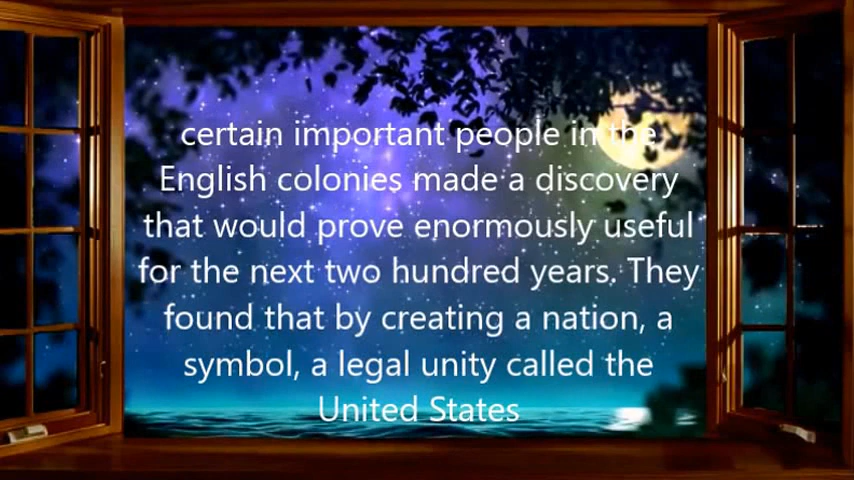 certain important people in the
English colonies made a discovery
that would prove enormously useful
for the next two hundred years. They
found that by creating a nation, a
symbol, a legal unity called the
United States